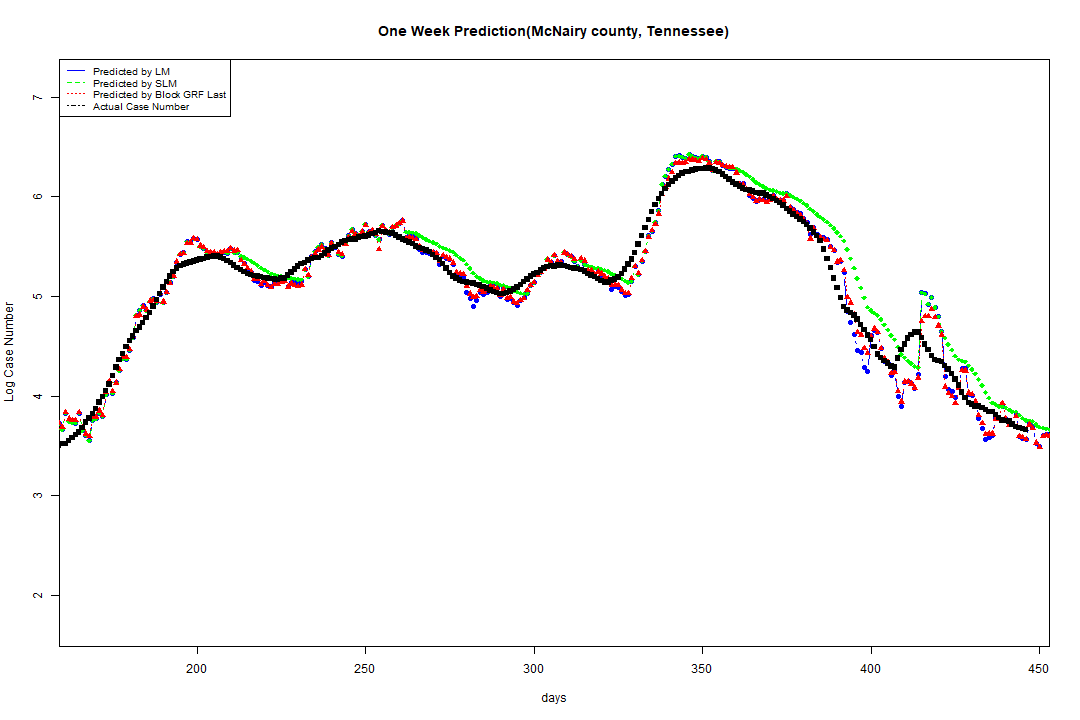 One Week Prediction(McNairy county, Tennessee)
Predicted by LM
Predicted by SLM
Predicted by Block GRF Last
Actual Case Number
7
6
5
4
3
2
Log Case Number
200 250 300 350 400 450
days